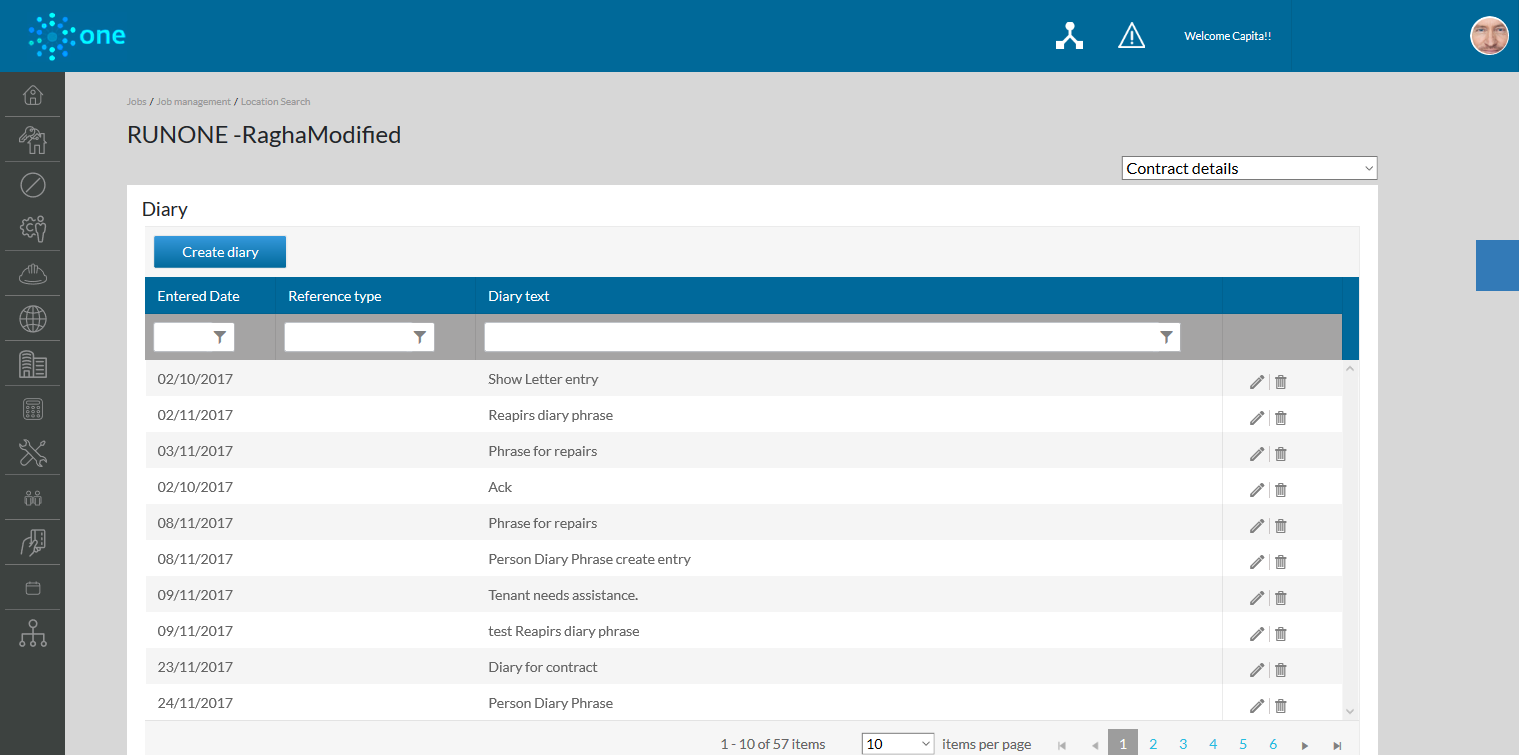 one
Welcome Capita!!
Jobs / Job management / Location Search
RUNONE -RaghaModified
Contract details
Diary
Create diary
Entered Date Reference type Diary text
02/10/2017 Show Letter entry
02/11/2017 Reapirs diary phrase
03/11/2017 Phrase for repairs
02/10/2017 Ack
08/11/2017 Phrase for repairs
08/11/2017 Person Diary Phrase create entry
09/11/2017 Tenant needs assistance.
09/11/2017 test Reapirs diary phrase
23/11/2017 Diary for contract
24/11/2017 Person Diary Phrase
1 - 10 of 57 items 10 items per page 1 2 3 4 5 6